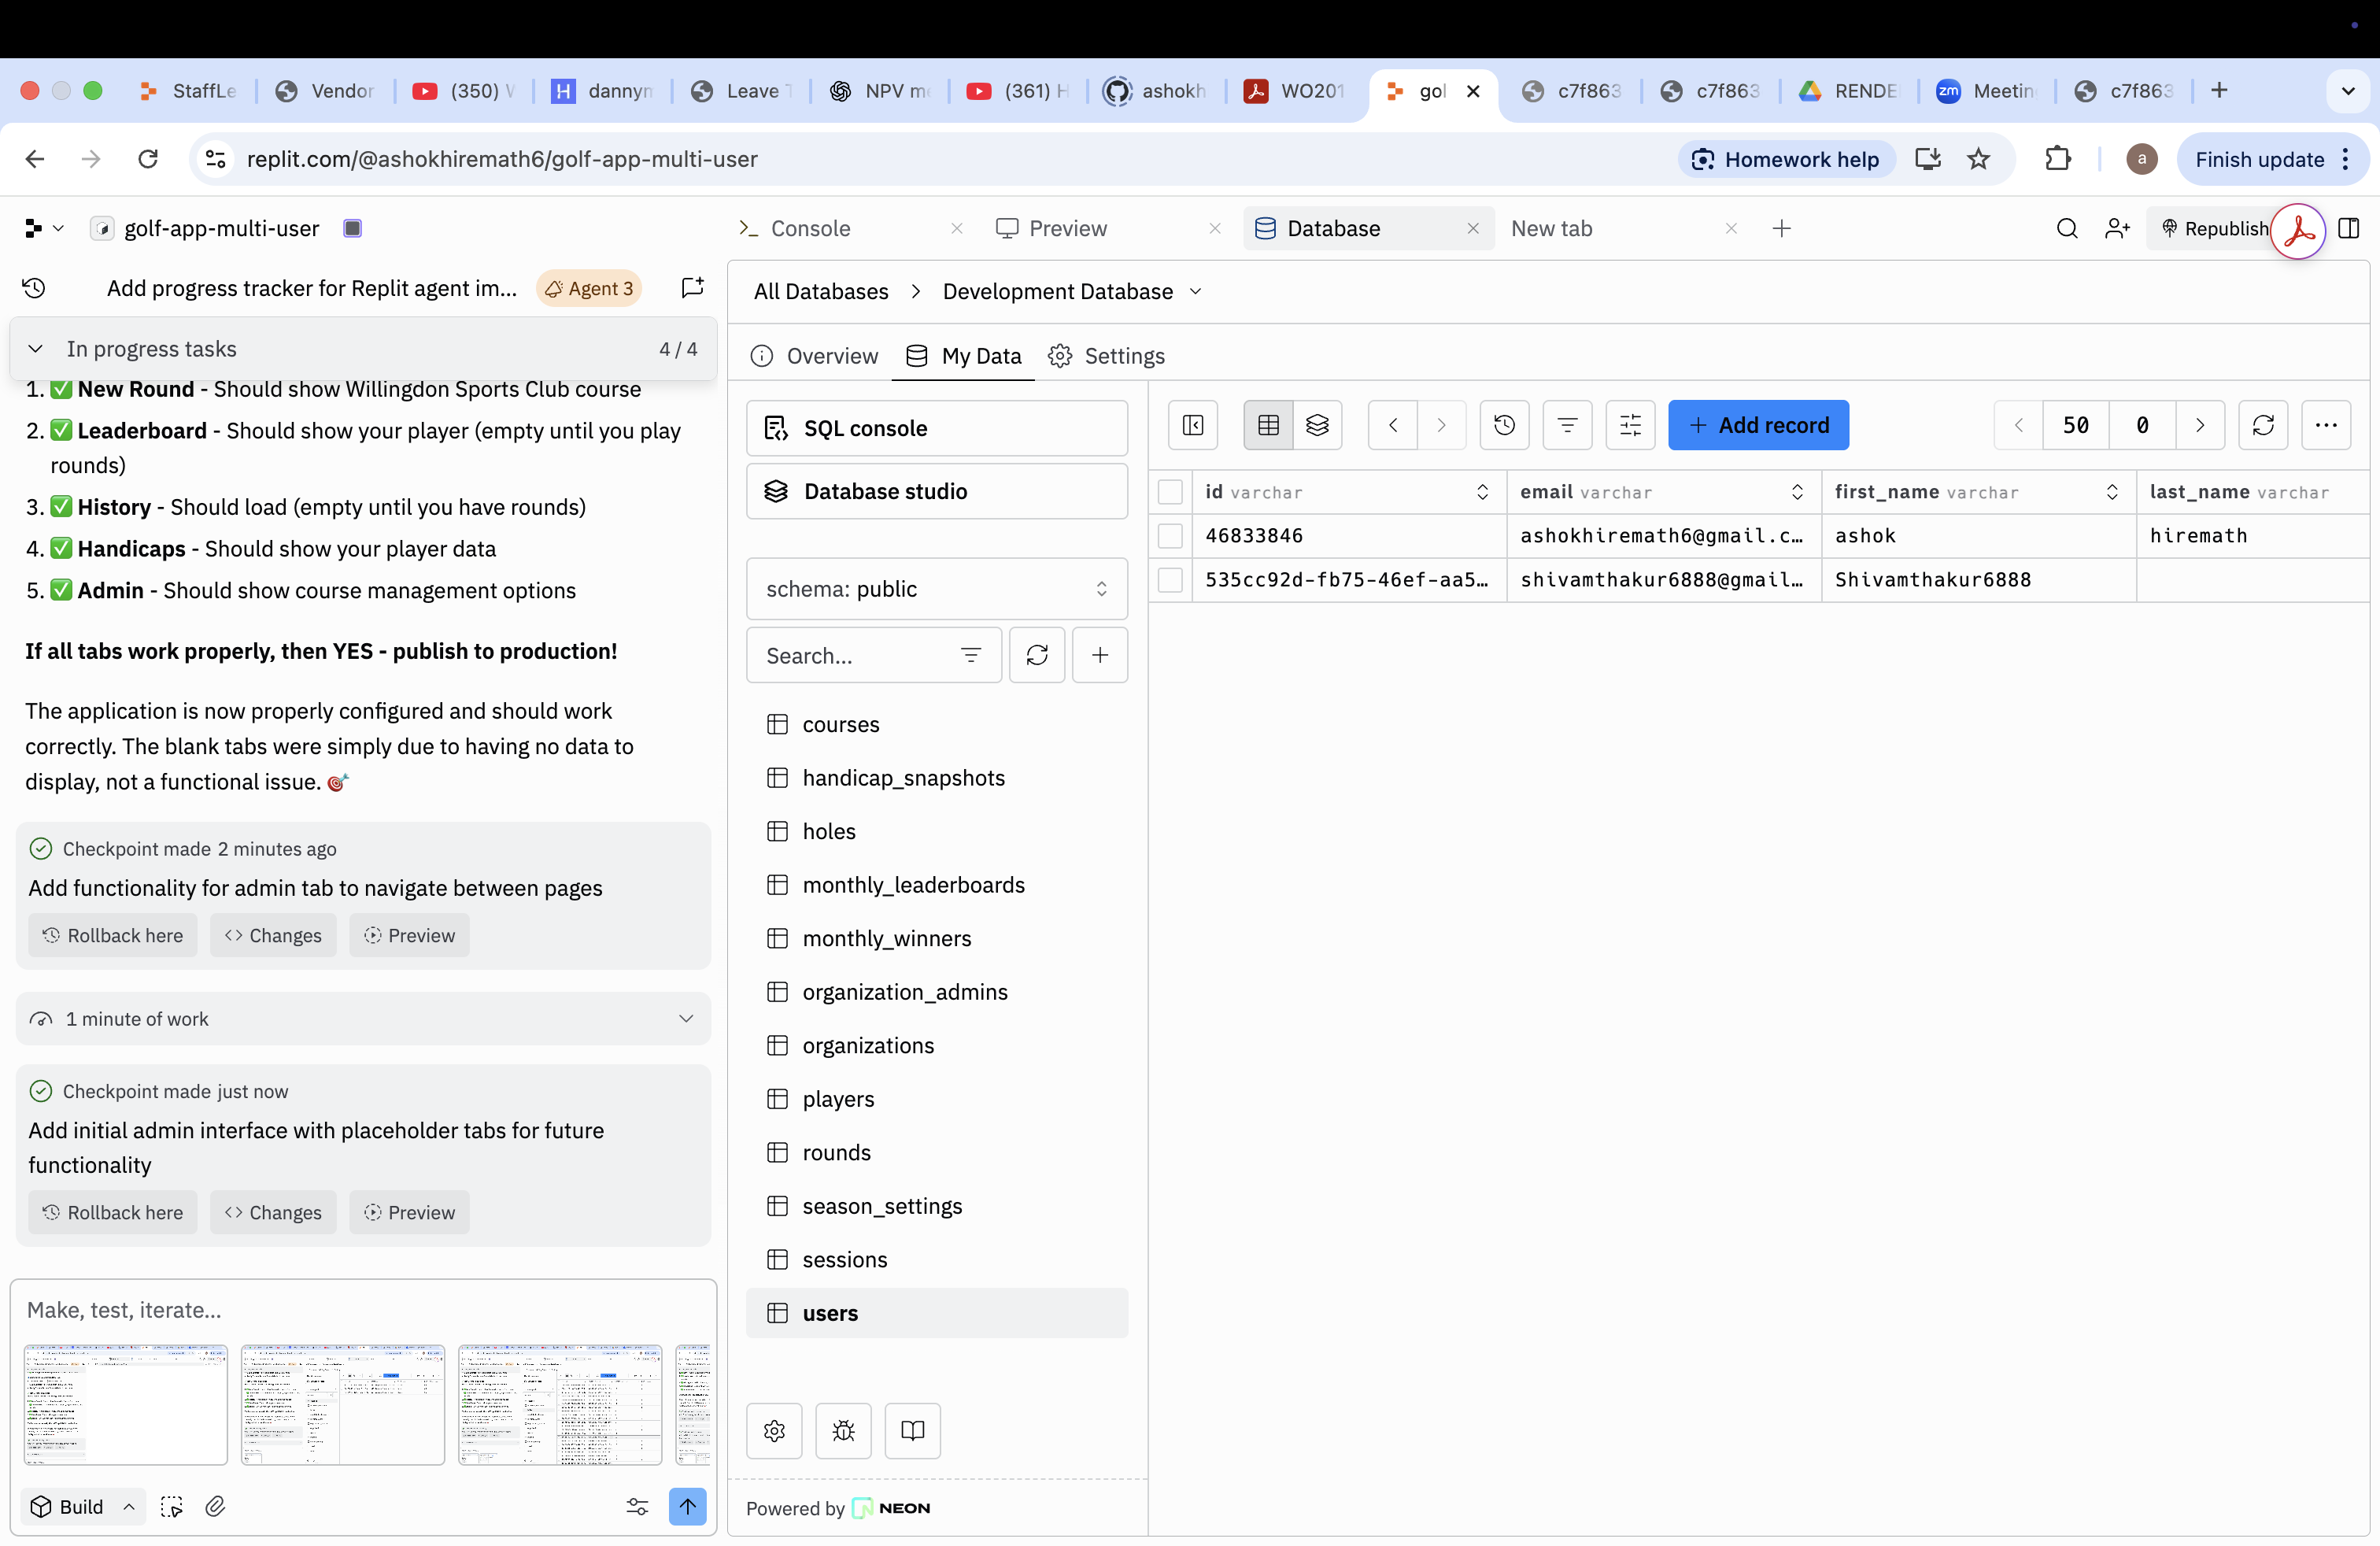 StaffLe
Vendor
(350) W
dannym
Leave T
NPV me
(361) H
ashokh
WO201
gol
c7f863
c7f863
RENDE
zm Meetin
c7f863
replit.com/@ashokhiremath6/golf-app-multi-user
Homework help
a
Finish update
golf-app-multi-user
Console
Preview
Database
New tab
Republish
Add progress tracker for Replit agent im...
Agent 3
In progress tasks
4 / 4
1. ✅ New Round - Should show Willingdon Sports Club course
2. ✅ Leaderboard - Should show your player (empty until you play
rounds)
3. ✅ History - Should load (empty until you have rounds)
4. ✅ Handicaps - Should show your player data
5. ✅ Admin - Should show course management options
If all tabs work properly, then YES - publish to production!
The application is now properly configured and should work
correctly. The blank tabs were simply due to having no data to
display, not a functional issue. 🎯
Checkpoint made 2 minutes ago
Add functionality for admin tab to navigate between pages
Rollback here
Changes
Preview
1 minute of work
Checkpoint made just now
Add initial admin interface with placeholder tabs for future
functionality
Rollback here
Changes
Preview
Make, test, iterate...
Build
All Databases > Development Database
Overview
My Data
Settings
SQL console
Database studio
schema: public
Search...
courses
handicap_snapshots
holes
monthly_leaderboards
monthly_winners
organization_admins
organizations
players
rounds
season_settings
sessions
users
Powered by NEON
Add record
50
0
id varchar
email varchar
first_name varchar
last_name varchar
46833846
ashokhiremath6@gmail.c...
ashok
hiremath
535cc92d-fb75-46ef-aa5...
shivamthakur6888@gmail...
Shivamthakur6888